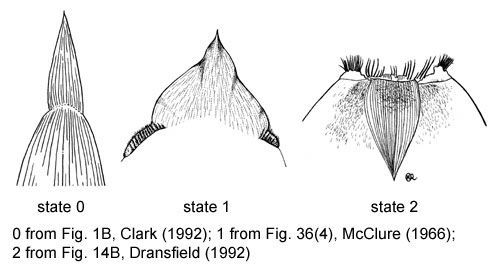 state 0 state 1 state 2
0 from Fig. 1B, Clark (1992); 1 from Fig. 36(4), McClure (1966);
2 from Fig. 14B, Dransfield (1992)